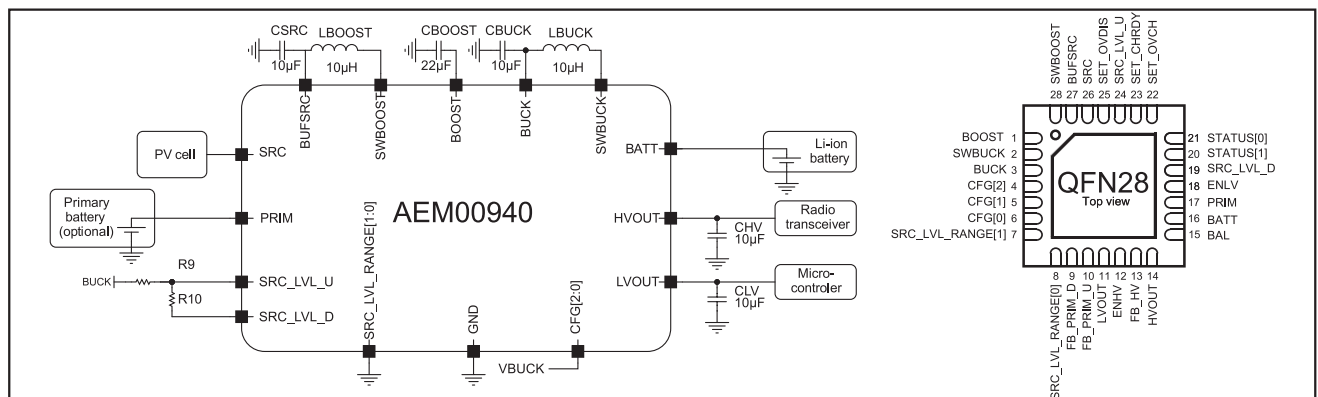 CSRC
LBOOST
CBOOST
CBUCK
LBUCK
10µF
10µH
22µF
10µF
10µH
BUFSRC
SWBOOST
BOOST
BUCK
SWBUCK
PV cell
SRC
BATT
Li-ion
battery
Primary
battery
(optional)
PRIM
AEM00940
HVOUT
Radio
transceiver
CHV
10µF
BUCK
R9
R10
SRC_LVL_U
SRC_LVL_D
LVOUT
Micro-
controler
CLV
10µF
SRC_LVL_RANGE[1:0]
GND
CFG[2:0]
VBUCK
SWBOOST
BUFSRC
SRC
SET_OVDIS
SRC_LVL_U
SET_CHRDY
SET_OVCH
28 27 26 25 24 23 22
BOOST 1
SWBUCK 2
BUCK 3
CFG[2] 4
CFG[1] 5
CFG[0] 6
SRC_LVL_RANGE[1] 7
QFN28
Top view
21 STATUS[0]
20 STATUS[1]
19 SRC_LVL_D
18 ENLV
17 PRIM
16 BATT
15 BAL
8 9 10 11 12 13 14
SRC_LVL_RANGE[0]
FB_PRIM_D
FB_PRIM_U
LVOUT
ENHV
FB_HV
HVOUT